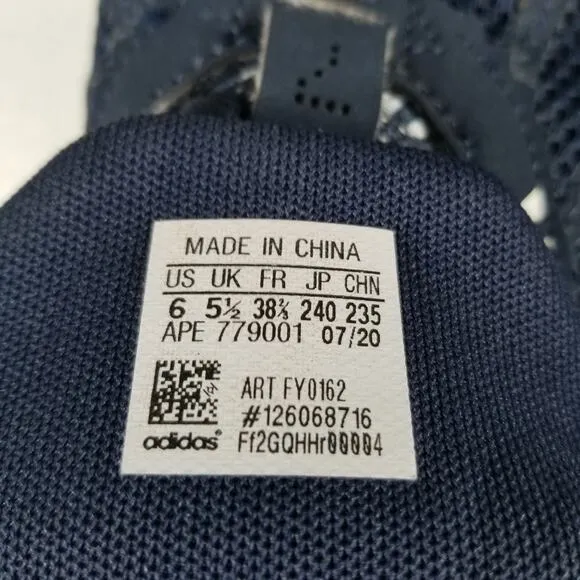 MADE IN CHINA
US UK FR JP CHN
6 5½ 38⅔ 240 235
APE 779001 07/20
ART FY0162
#126068716
adidas Ff2GQHHr00004